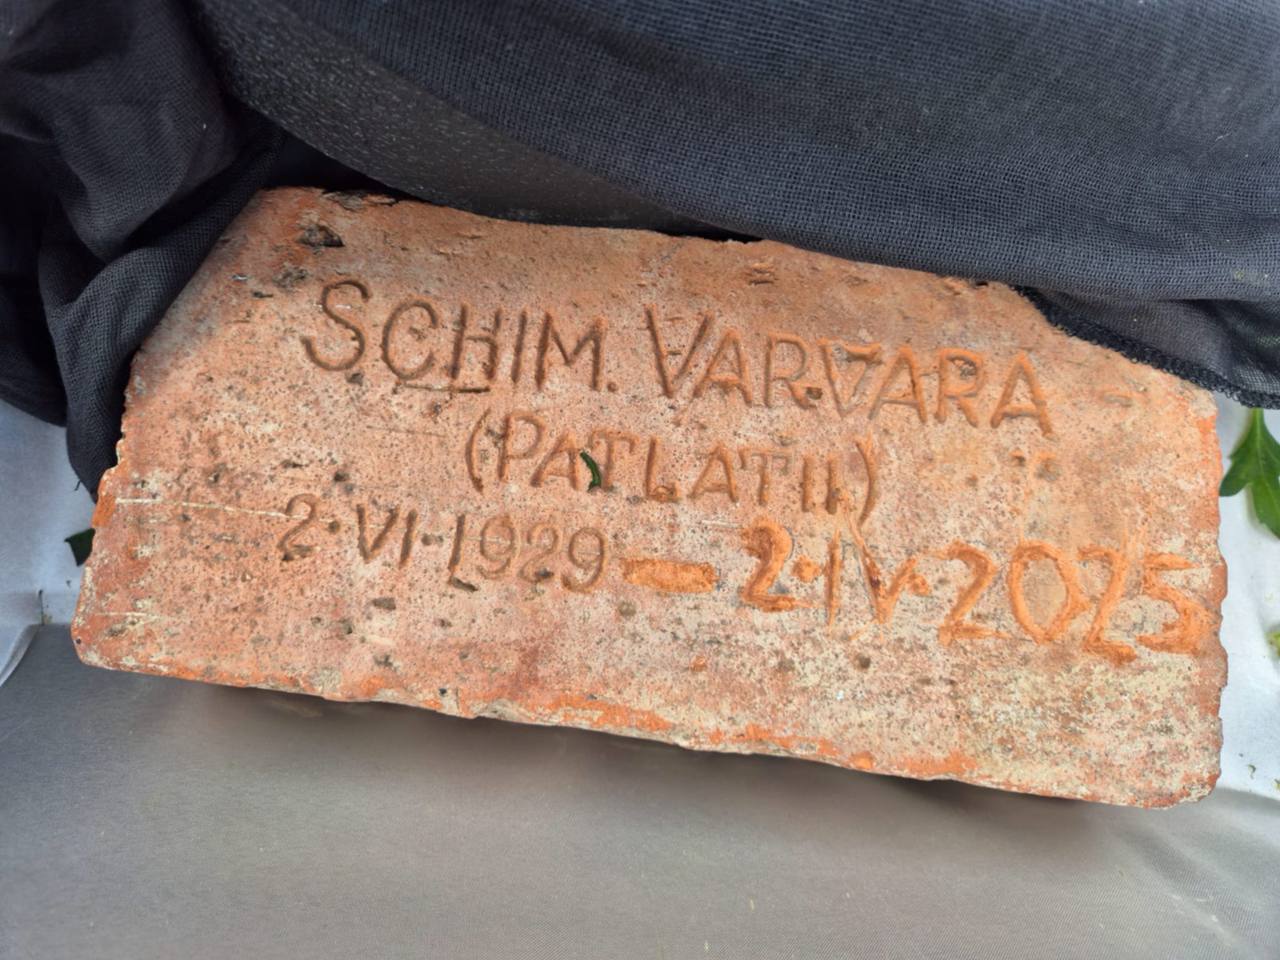 SCHIM. VARVARA
(PATLATII)
2·VI·1929 — 2·IV·2025